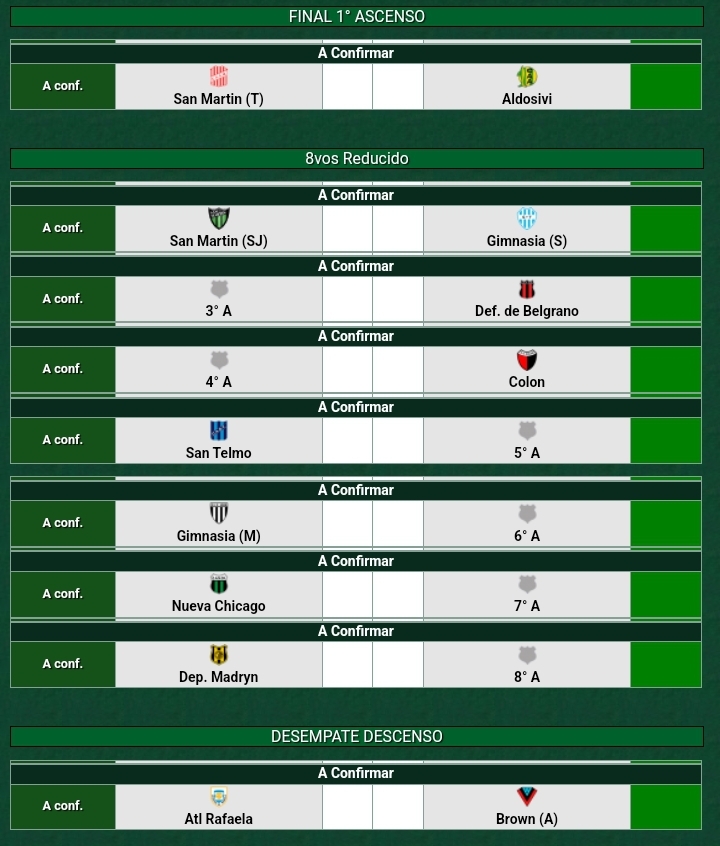 FINAL 1° ASCENSO
A Confirmar
A conf.
San Martin (T)
Aldosivi
8vos Reducido
A Confirmar
A conf.
San Martin (SJ)
Gimnasia (S)
A Confirmar
A conf.
3° A
Def. de Belgrano
A Confirmar
A conf.
4° A
Colon
A Confirmar
A conf.
San Telmo
5° A
A Confirmar
A conf.
Gimnasia (M)
6° A
A Confirmar
A conf.
Nueva Chicago
7° A
A Confirmar
A conf.
Dep. Madryn
8° A
DESEMPATE DESCENSO
A Confirmar
A conf.
Atl Rafaela
Brown (A)